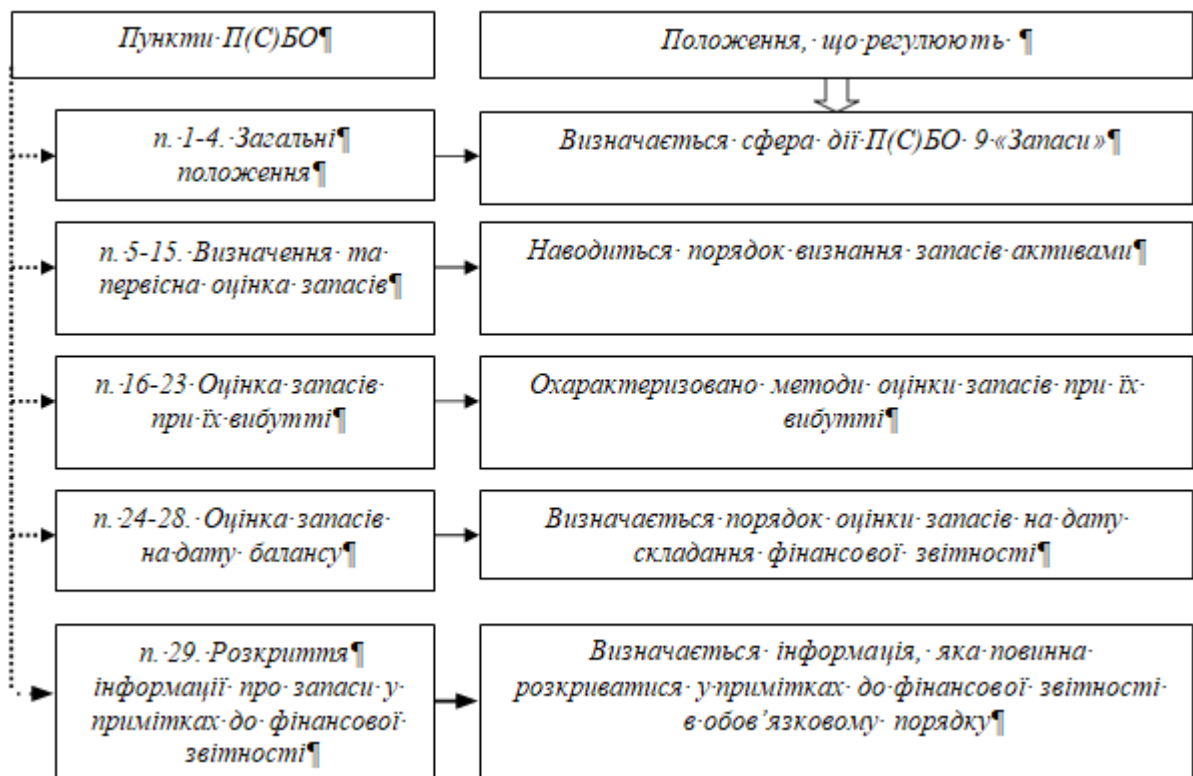 Пункти П(С)БО¶
Положення, що регулюють ¶
п. 1-4. Загальні¶
положення¶
Визначається сфера дії П(С)БО 9 «Запаси»¶
п. 5-15. Визначення та
первісна оцінка запасів¶
Наводиться порядок визнання запасів активами¶
п. 16-23 Оцінка запасів
при їх вибутті¶
Охарактеризовано методи оцінки запасів при їх
вибутті¶
п. 24-28. Оцінка запасів
на дату балансу¶
Визначається порядок оцінки запасів на дату
складання фінансової звітності¶
п. 29. Розкриття¶
інформації про запаси у
примітках до фінансової
звітності¶
Визначається інформація, яка повинна
розкриватися у примітках до фінансової звітності
в обов’язковому порядку¶